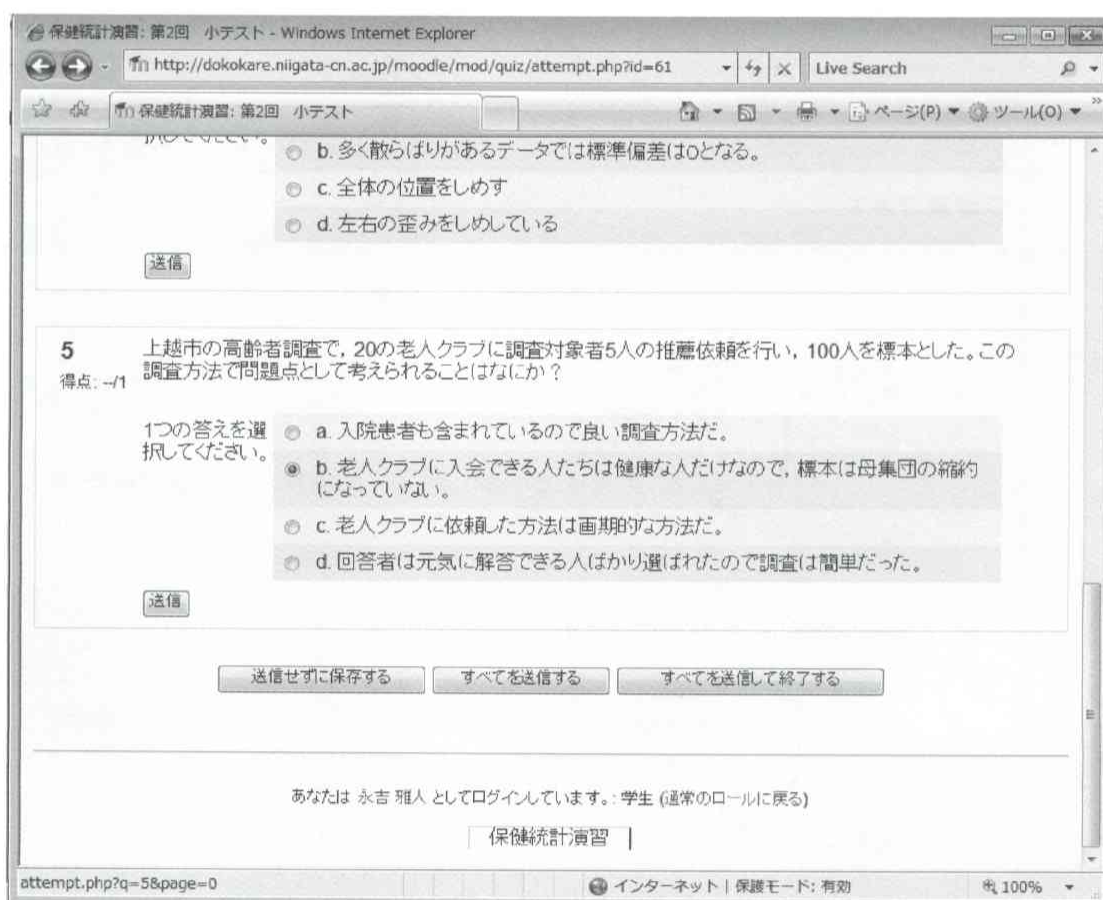 保健統計演習: 第2回 小テスト - Windows Internet Explorer
http://dokokare.niigata-cn.ac.jp/moodle/mod/quiz/attempt.php?id=61
Live Search
保健統計演習: 第2回 小テスト
ページ(P)
ツール(O)
択してください。
b. 多く散らばりがあるデータでは標準偏差は0となる。
c. 全体の位置をしめす
d. 左右の歪みをしめしている
送信
5
得点: --/1
上越市の高齢者調査で, 20の老人クラブに調査対象者5人の推薦依頼を行い, 100人を標本とした。この
調査方法で問題点として考えられることはなにか?
1つの答えを選
択してください。
a. 入院患者も含まれているので良い調査方法だ。
b. 老人クラブに入会できる人たちは健康な人だけなので, 標本は母集団の縮約
になっていない。
c. 老人クラブに依頼した方法は画期的な方法だ。
d. 回答者は元気に解答できる人ばかり選ばれたので調査は簡単だった。
送信
送信せずに保存する
すべてを送信する
すべてを送信して終了する
あなたは 永吉 雅人 としてログインしています。: 学生 (通常のロールに戻る)
保健統計演習
attempt.php?q=5&page=0
インターネット | 保護モード: 有効
100%